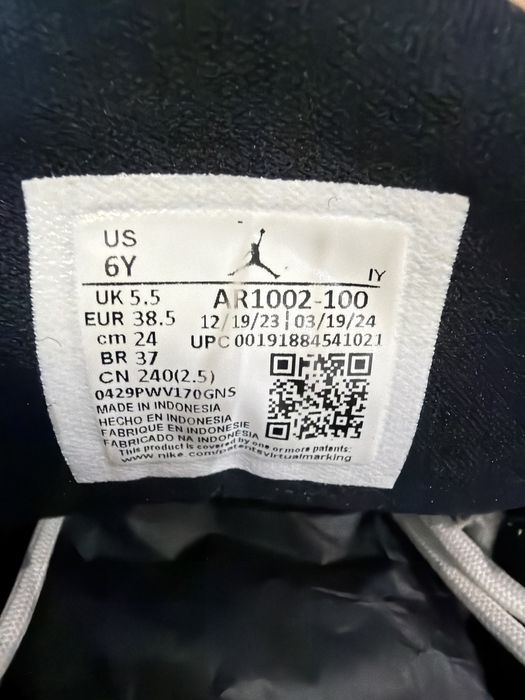 US
6Y
IY
UK 5.5
AR1002-100
EUR 38.5
12/19/23 | 03/19/24
cm 24
UPC 00191884541021
BR 37
CN 240(2.5)
0429PWV170GNS
MADE IN INDONESIA
HECHO EN INDONESIA
FABRIQUE EN INDONESIE
FABRICADO NA INDONÉSIA
This product is covered by one or more patents:
www.nike.com/patentsvirtualmarking